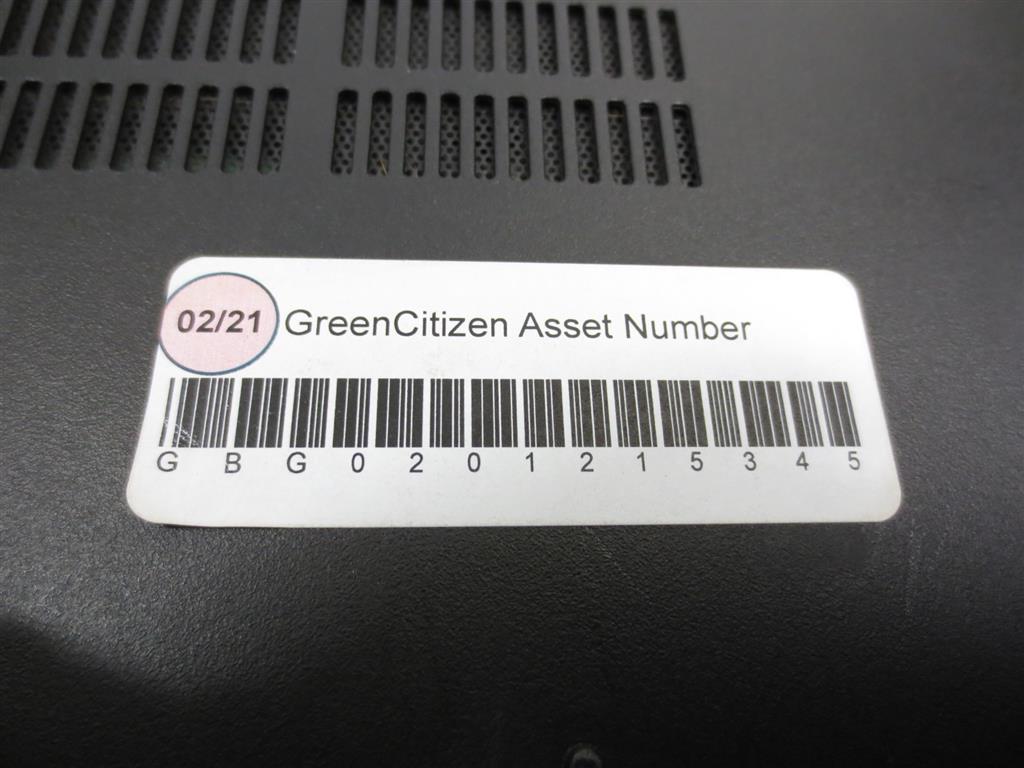 02/21 GreenCitizen Asset Number
G B G 0 2 0 1 2 1 5 3 4 5